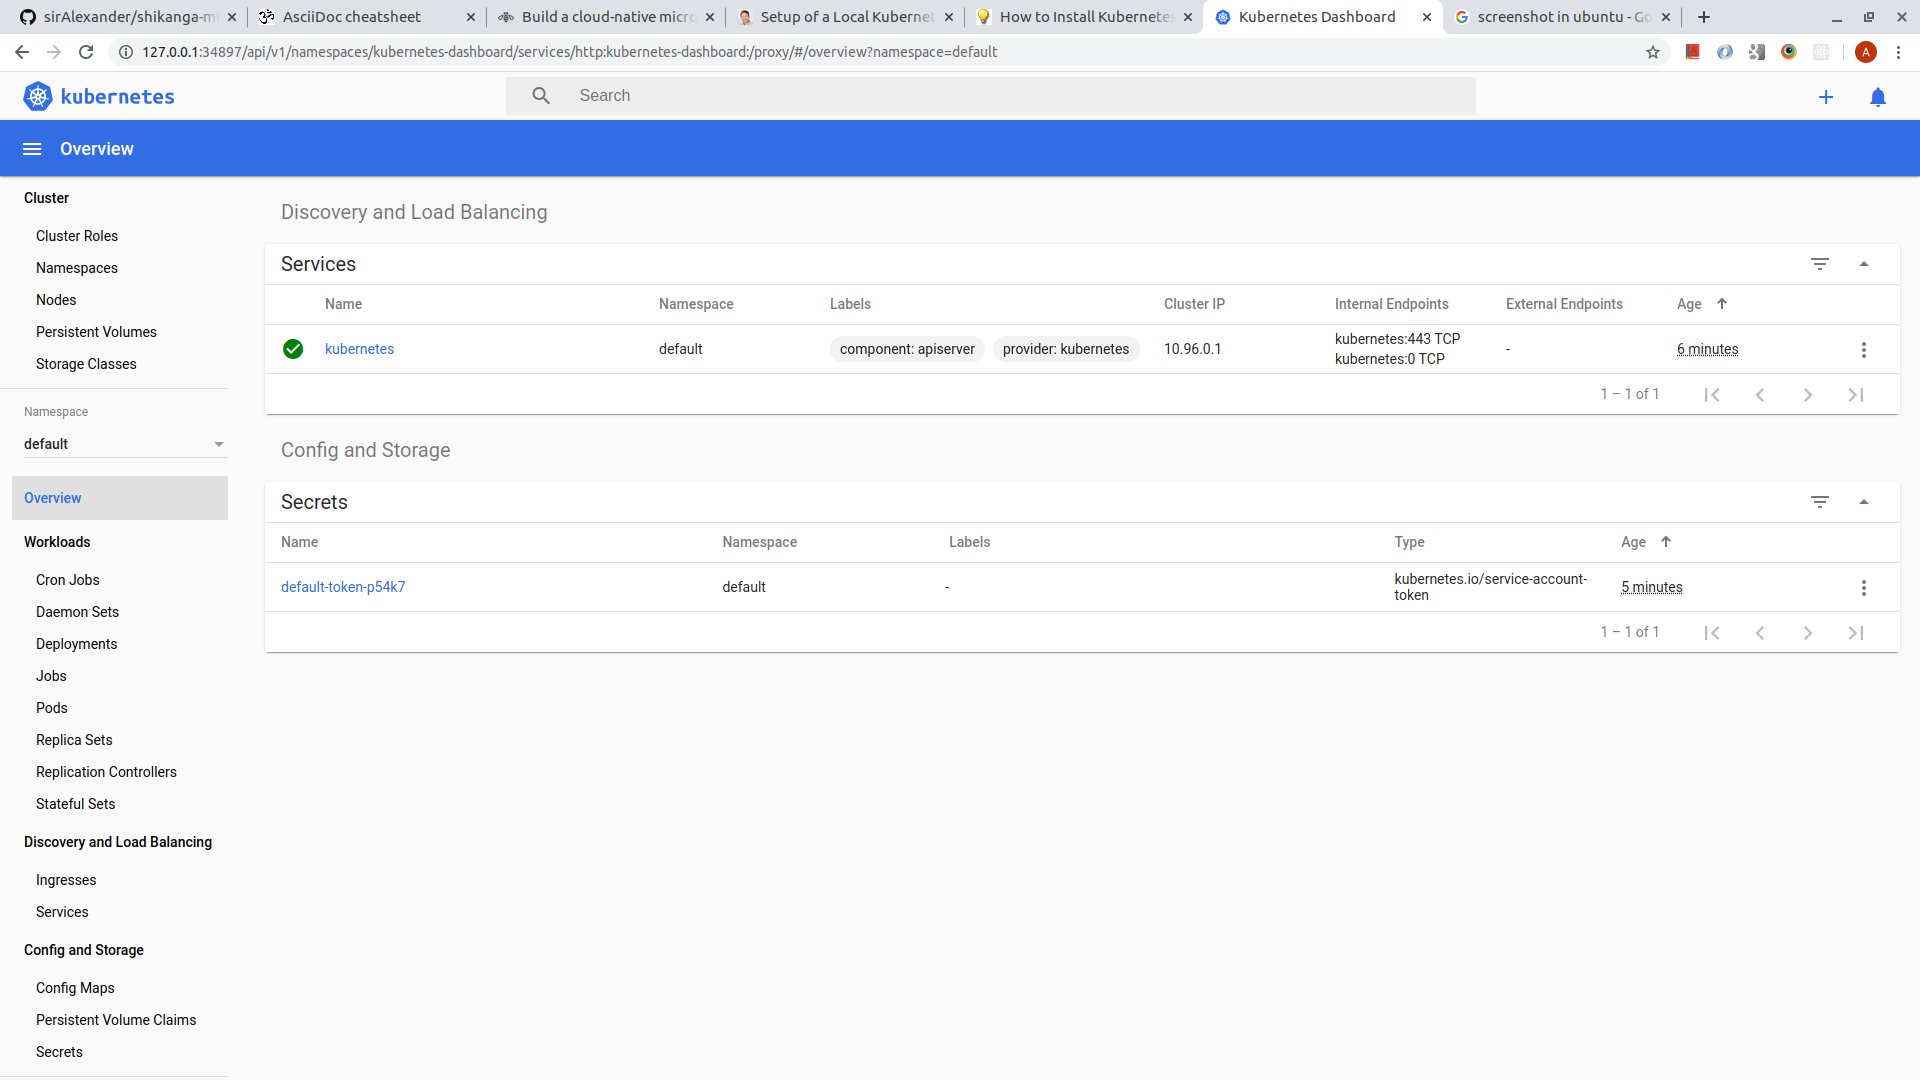 sirAlexander/shikanga-mi
AsciiDoc cheatsheet
Build a cloud-native micro
Setup of a Local Kubernet
How to Install Kubernetes
Kubernetes Dashboard
screenshot in ubuntu - Go
127.0.0.1:34897/api/v1/namespaces/kubernetes-dashboard/services/http:kubernetes-dashboard:/proxy/#/overview?namespace=default
A
kubernetes
Search
Overview
Cluster
Cluster Roles
Namespaces
Nodes
Persistent Volumes
Storage Classes
Namespace
default
Overview
Workloads
Cron Jobs
Daemon Sets
Deployments
Jobs
Pods
Replica Sets
Replication Controllers
Stateful Sets
Discovery and Load Balancing
Ingresses
Services
Config and Storage
Config Maps
Persistent Volume Claims
Secrets
Discovery and Load Balancing
Services
Name Namespace Labels Cluster IP Internal Endpoints External Endpoints Age
kubernetes default component: apiserver provider: kubernetes 10.96.0.1 kubernetes:443 TCP - 6 minutes
kubernetes:0 TCP
1 – 1 of 1
Config and Storage
Secrets
Name Namespace Labels Type Age
default-token-p54k7 default - kubernetes.io/service-account- 5 minutes
token
1 – 1 of 1